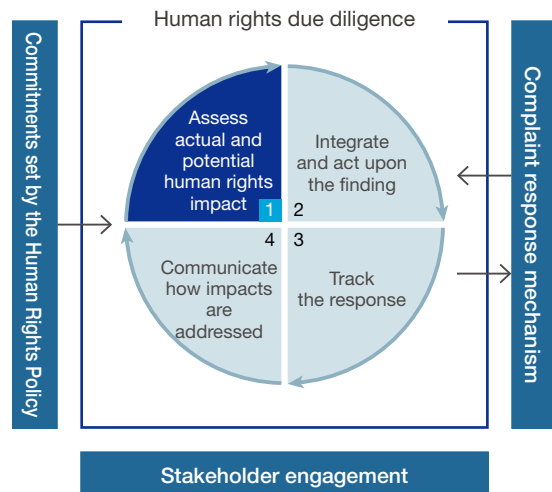 Human rights due diligence
Commitments set by the Human Rights Policy
Assess
actual and
potential
human rights
impact
1
Integrate
and act upon
the finding
2
4
Communicate
how impacts
are
addressed
3
Track
the response
Complaint response mechanism
Stakeholder engagement